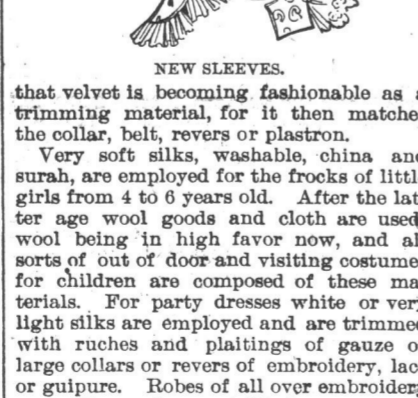 NEW SLEEVES.
that velvet is becoming fashionable as
trimming material, for it then matche
the collar, belt, revers or plastron.
Very soft silks, washable, china an
surah, are employed for the frocks of littl
girls from 4 to 6 years old. After the lat
ter age wool goods and cloth are used
wool being in high favor now, and al
sorts of out of door and visiting costume
for children are composed of these ma
terials. For party dresses white or ver
light silks are employed and are trimme
with ruches and plaitings of gauze o
large collars or revers of embroidery, lac
or guipure. Robes of all over embroider